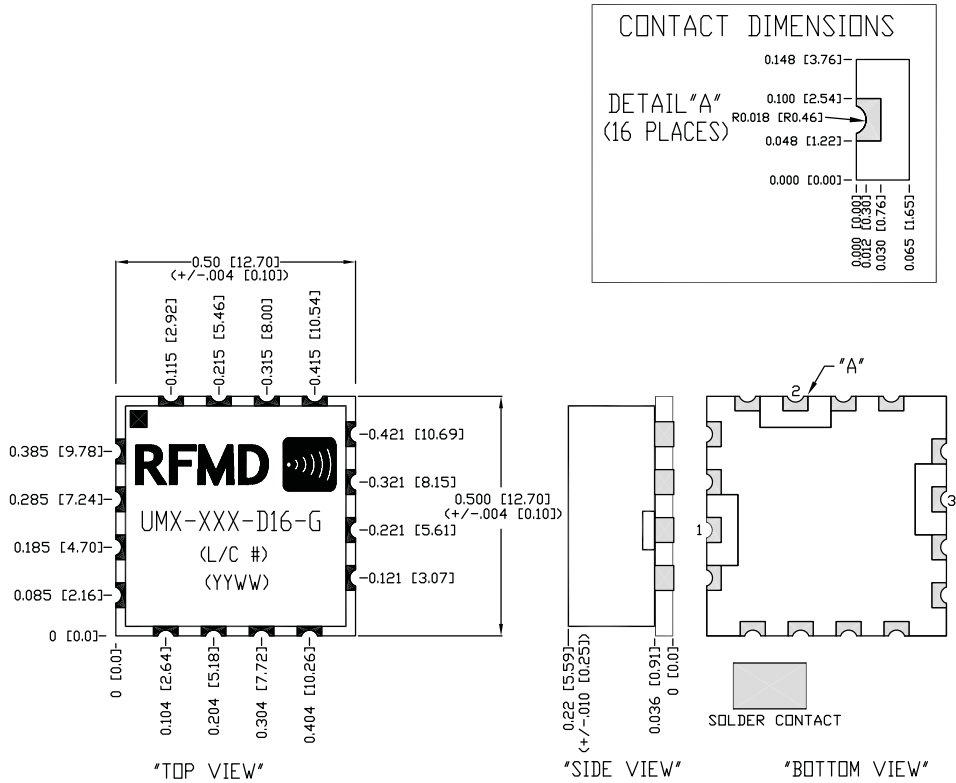 CONTACT DIMENSIONS
0.148 [3.76]
0.100 [2.54]
DETAIL"A"
(16 PLACES)
R0.018 [R0.46]
0.048 [1.22]
0.000 [0.00]
0.000 [0.00]
0.012 [0.30]
0.030 [0.76]
0.065 [1.65]
0.50 [12.70]
(+/-.004 [0.10])
0.115 [2.92]
0.215 [5.46]
0.315 [8.00]
0.415 [10.54]
"A"
2
RFMD
UMX-XXX-D16-G
(L/C #)
(YYWW)
0.385 [9.78]
0.285 [7.24]
0.185 [4.70]
0.085 [2.16]
0 [0.0]
0.421 [10.69]
0.321 [8.15]
0.221 [5.61]
0.121 [3.07]
0.500 [12.70]
(+/-.004 [0.10])
1
3
0 [0.0]
0.104 [2.64]
0.204 [5.18]
0.304 [7.72]
0.404 [10.26]
0.22 [5.59]
(+/-.010 [0.25])
0.036 [0.91]
0 [0.0]
SOLDER CONTACT
"TOP VIEW"
"SIDE VIEW"
"BOTTOM VIEW"